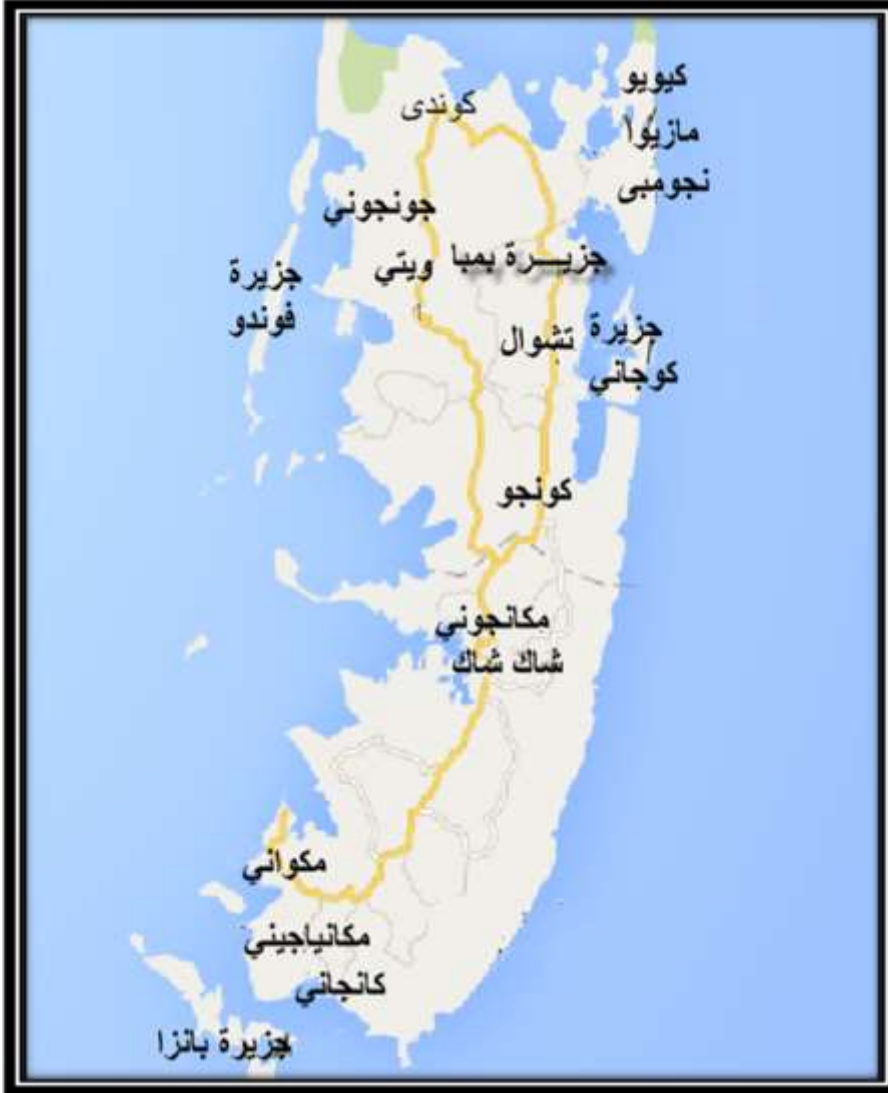 كيويو
مازيوا
نجومبى
كوندى
جونجوني
جزيـــرة بمبا
ويتي
جزيرة
فوندو
جزيرة
كوجاني
تشوال
كونجو
مكانجوني
شاك شاك
مكواني
مكانياجيني
كانجاني
جزيرة بانزا